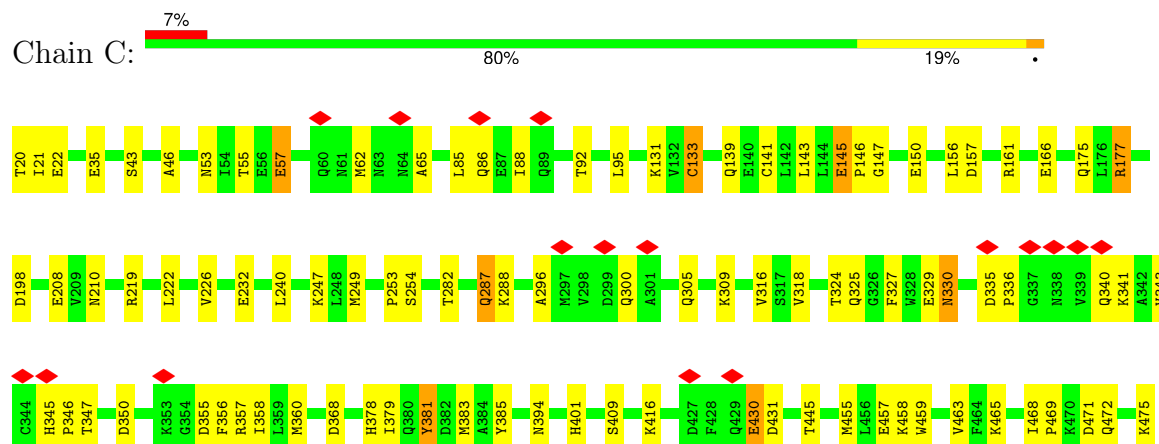 7%
Chain C:
80% 19% •
T20 I21 E22 E35 S43 A46 N53 I54 T55 E56 E57 Q60 N61 M62 N63 N64 A65 L85 Q86 E87 I88 Q89 T92 L95 K131 V132 C133 Q139 E140 C141 L142 L143 L144 E145 P146 G147 E150 L156 D157 R161 E166 Q175 L176 R177
D198 E208 V209 N210 R219 L222 V226 E232 L240 K247 L248 M249 P253 S254 T282 Q287 K288 A296 M297 V298 D299 Q300 A301 Q305 K309 V316 S317 V318 T324 Q325 G326 F327 W328 E329 N330 D335 P336 G337 N338 V339 Q340 K341 A342
C344 H345 P346 T347 D350 K353 G354 D355 F356 R357 I358 L359 M360 D368 H378 I379 Q380 Y381 D382 M383 A384 Y385 N394 H401 S409 K416 D427 F428 Q429 E430 D431 T445 M455 L456 E457 K458 W459 V463 F464 K465 I468 P469 K470 D471 Q472 K475